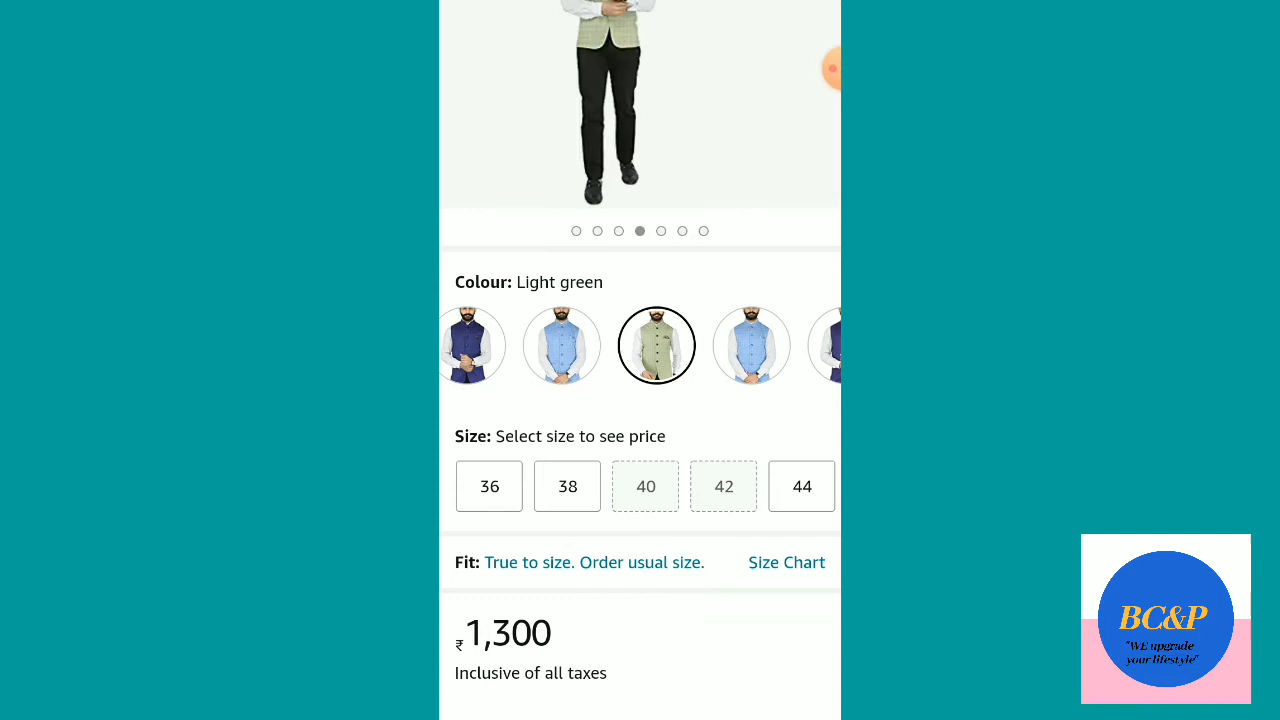 Colour: Light green
Size: Select size to see price
36 38 40 42 44
Fit: True to size. Order usual size. Size Chart
₹1,300
Inclusive of all taxes
BC&P
"WE upgrade
your lifestyle"